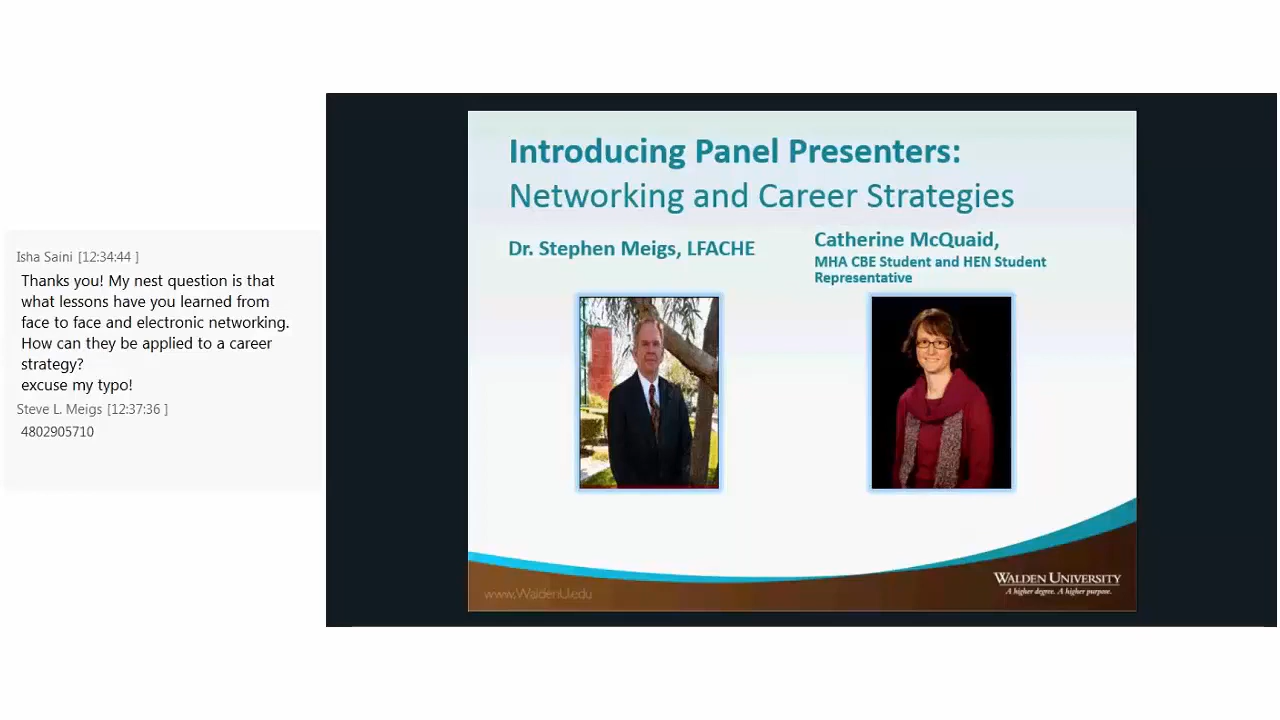 Isha Saini [12:34:44 ]
Thanks you! My nest question is that
what lessons have you learned from
face to face and electronic networking.
How can they be applied to a career
strategy?
excuse my typo!
Steve L. Meigs [12:37:36 ]
4802905710
Introducing Panel Presenters:
Networking and Career Strategies
Dr. Stephen Meigs, LFACHE
Catherine McQuaid,
MHA CBE Student and HEN Student
Representative
www.WaldenU.edu
WALDEN UNIVERSITY
A higher degree. A higher purpose.